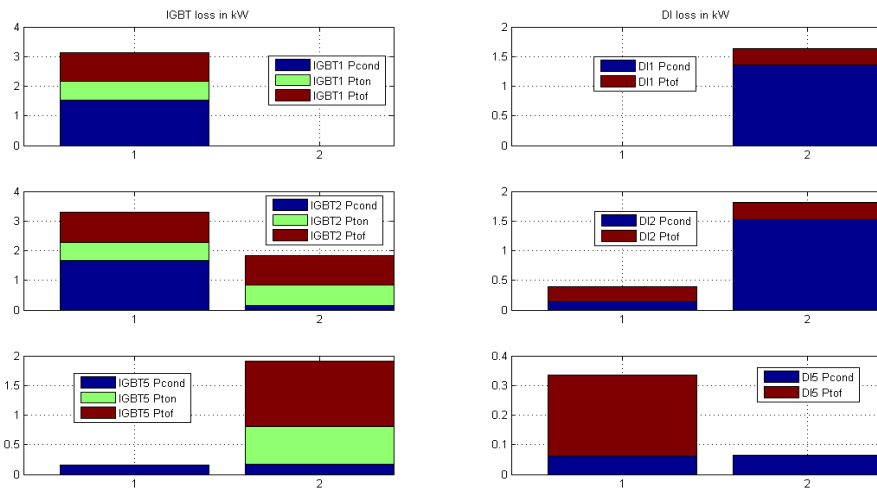 IGBT loss in kW
4
3
2
1
0
1
2
IGBT1 Pcond
IGBT1 Pton
IGBT1 Ptof
DI loss in kW
2
1.5
1
0.5
0
1
2
DI1 Pcond
DI1 Ptof
4
3
2
1
0
1
2
IGBT2 Pcond
IGBT2 Pton
IGBT2 Ptof
2
1.5
1
0.5
0
1
2
DI2 Pcond
DI2 Ptof
2
1.5
1
0.5
0
1
2
IGBT5 Pcond
IGBT5 Pton
IGBT5 Ptof
0.4
0.3
0.2
0.1
0
1
2
DI5 Pcond
DI5 Ptof